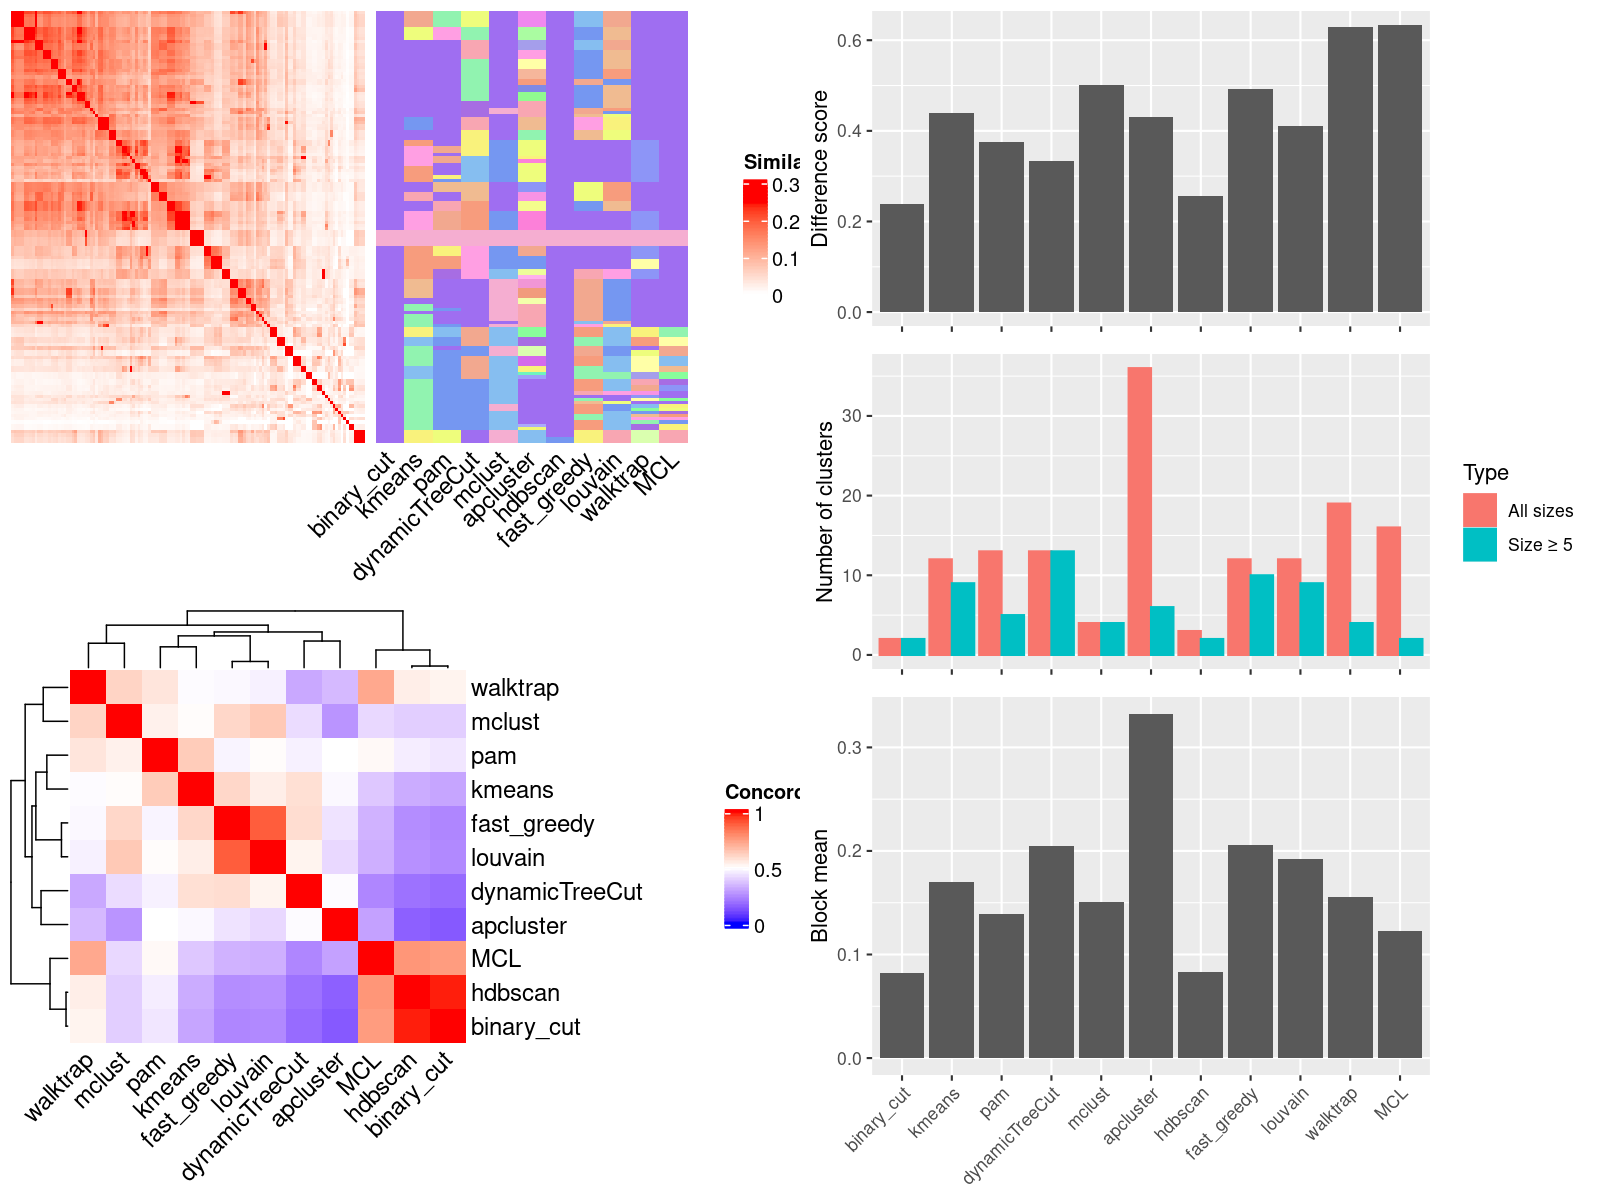 Simila
0.3
0.2
0.1
0
binary_cut
kmeans
pam
dynamicTreeCut
mclust
apcluster
hdbscan
fast_greedy
louvain
walktrap
MCL
walktrap
mclust
pam
kmeans
fast_greedy
louvain
dynamicTreeCut
apcluster
MCL
hdbscan
binary_cut
walktrap
mclust
pam
kmeans
fast_greedy
louvain
dynamicTreeCut
apcluster
MCL
hdbscan
binary_cut
Concord
1
0.5
0
Difference score
0.6
0.4
0.2
0.0
Number of clusters
30
20
10
0
Type
All sizes
Size ≥ 5
Block mean
0.3
0.2
0.1
0.0
binary_cut
kmeans
pam
dynamicTreeCut
mclust
apcluster
hdbscan
fast_greedy
louvain
walktrap
MCL